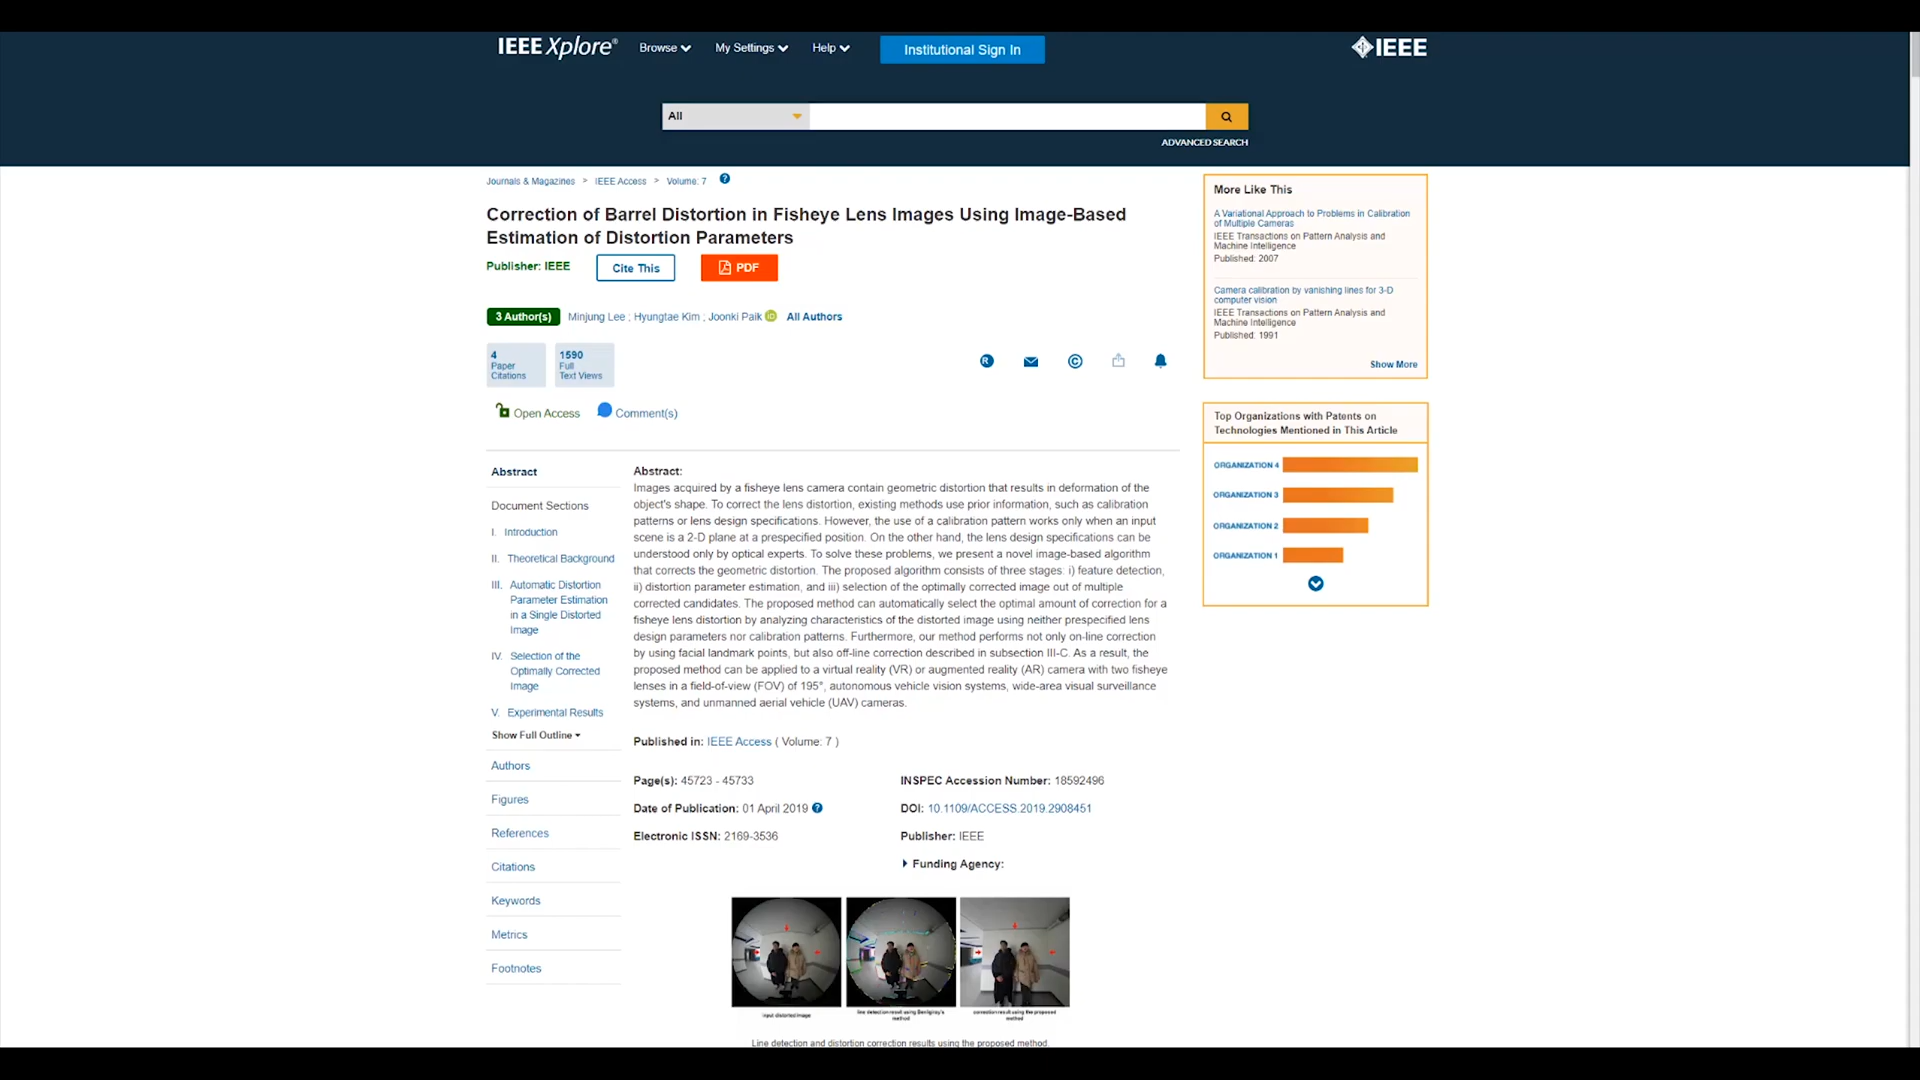 IEEE Xplore®
Browse
My Settings
Help
Institutional Sign In
IEEE
All
ADVANCED SEARCH
Journals & Magazines > IEEE Access > Volume: 7
Correction of Barrel Distortion in Fisheye Lens Images Using Image-Based
Estimation of Distortion Parameters
Publisher: IEEE
Cite This
PDF
3 Author(s)
Minjung Lee ; Hyungtae Kim ; Joonki Paik
All Authors
4
Paper
Citations
1590
Full
Text Views
Open Access
Comment(s)
Abstract
Document Sections
I. Introduction
II. Theoretical Background
III. Automatic Distortion
Parameter Estimation
in a Single Distorted
Image
IV. Selection of the
Optimally Corrected
Image
V. Experimental Results
Show Full Outline
Authors
Figures
References
Citations
Keywords
Metrics
Footnotes
Abstract:
Images acquired by a fisheye lens camera contain geometric distortion that results in deformation of the
object's shape. To correct the lens distortion, existing methods use prior information, such as calibration
patterns or lens design specifications. However, the use of a calibration pattern works only when an input
scene is a 2-D plane at a prespecified position. On the other hand, the lens design specifications can be
understood only by optical experts. To solve these problems, we present a novel image-based algorithm
that corrects the geometric distortion. The proposed algorithm consists of three stages: i) feature detection,
ii) distortion parameter estimation, and iii) selection of the optimally corrected image out of multiple
corrected candidates. The proposed method can automatically select the optimal amount of correction for a
fisheye lens distortion by analyzing characteristics of the distorted image using neither prespecified lens
design parameters nor calibration patterns. Furthermore, our method performs not only on-line correction
by using facial landmark points, but also off-line correction described in subsection III-C. As a result, the
proposed method can be applied to a virtual reality (VR) or augmented reality (AR) camera with two fisheye
lenses in a field-of-view (FOV) of 195°, autonomous vehicle vision systems, wide-area visual surveillance
systems, and unmanned aerial vehicle (UAV) cameras.
Published in: IEEE Access ( Volume: 7 )
Page(s): 45723 - 45733
Date of Publication: 01 April 2019
Electronic ISSN: 2169-3536
INSPEC Accession Number: 18592496
DOI: 10.1109/ACCESS.2019.2908451
Publisher: IEEE
Funding Agency:
input distorted image
line detection result using Devilgitay's
method
correction result using the proposed
method
Line detection and distortion correction results using the proposed method.
More Like This
A Variational Approach to Problems in Calibration
of Multiple Cameras
IEEE Transactions on Pattern Analysis and
Machine Intelligence
Published: 2007
Camera calibration by vanishing lines for 3-D
computer vision
IEEE Transactions on Pattern Analysis and
Machine Intelligence
Published: 1991
Show More
Top Organizations with Patents on
Technologies Mentioned in This Article
ORGANIZATION 4
ORGANIZATION 3
ORGANIZATION 2
ORGANIZATION 1